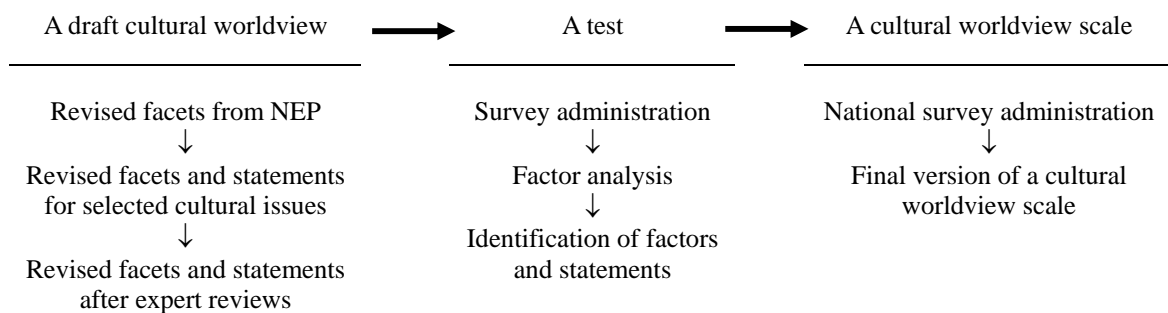 A draft cultural worldview
A test
A cultural worldview scale
Revised facets from NEP
↓
Revised facets and statements
for selected cultural issues
↓
Revised facets and statements
after expert reviews
Survey administration
↓
Factor analysis
↓
Identification of factors
and statements
National survey administration
↓
Final version of a cultural
worldview scale